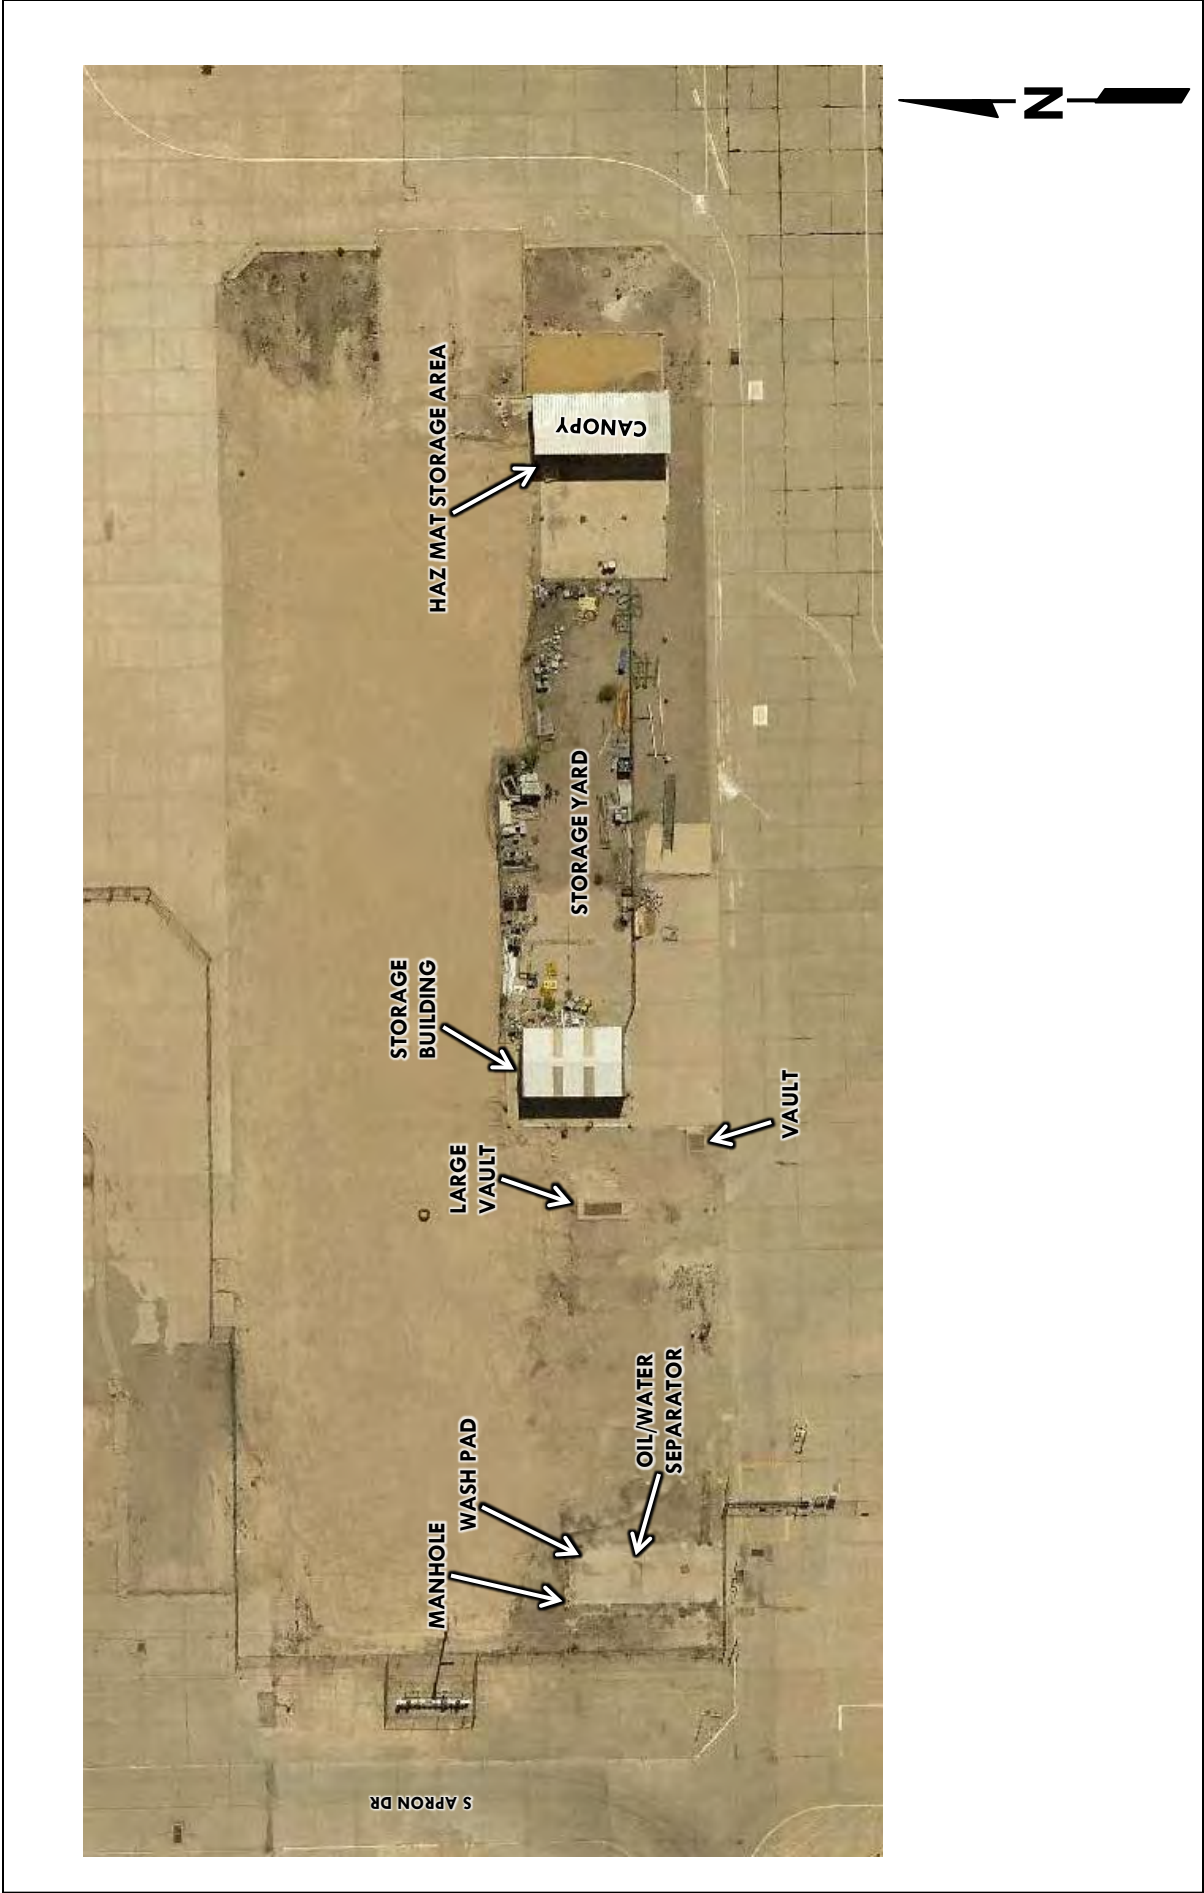 N
CANOPY
HAZ MAT STORAGE AREA
STORAGE YARD
STORAGE
BUILDING
VAULT
LARGE
VAULT
OIL/WATER
SEPARATOR
WASH PAD
MANHOLE
S APRON DR